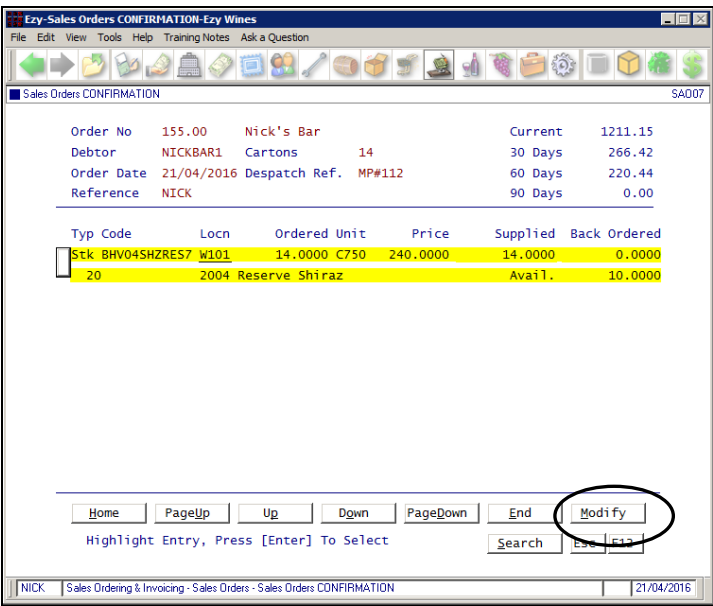 Ezy-Sales Orders CONFIRMATION-Ezy Wines
File Edit View Tools Help Training Notes Ask a Question
Sales Orders CONFIRMATION SAO07
Order No 155.00 Nick's Bar Current 1211.15
Debtor NICKBAR1 Cartons 14 30 Days 266.42
Order Date 21/04/2016 Despatch Ref. MP#112 60 Days 220.44
Reference NICK 90 Days 0.00
Typ Code Locn Ordered Unit Price Supplied Back Ordered
Stk BHV04SHZRES7 W101 14.0000 C750 240.0000 14.0000 0.0000
20 2004 Reserve Shiraz Avail. 10.0000
Home PageUp Up Down PageDown End Modify
Highlight Entry, Press [Enter] To Select Search Esc F12
NICK Sales Ordering & Invoicing - Sales Orders - Sales Orders CONFIRMATION 21/04/2016